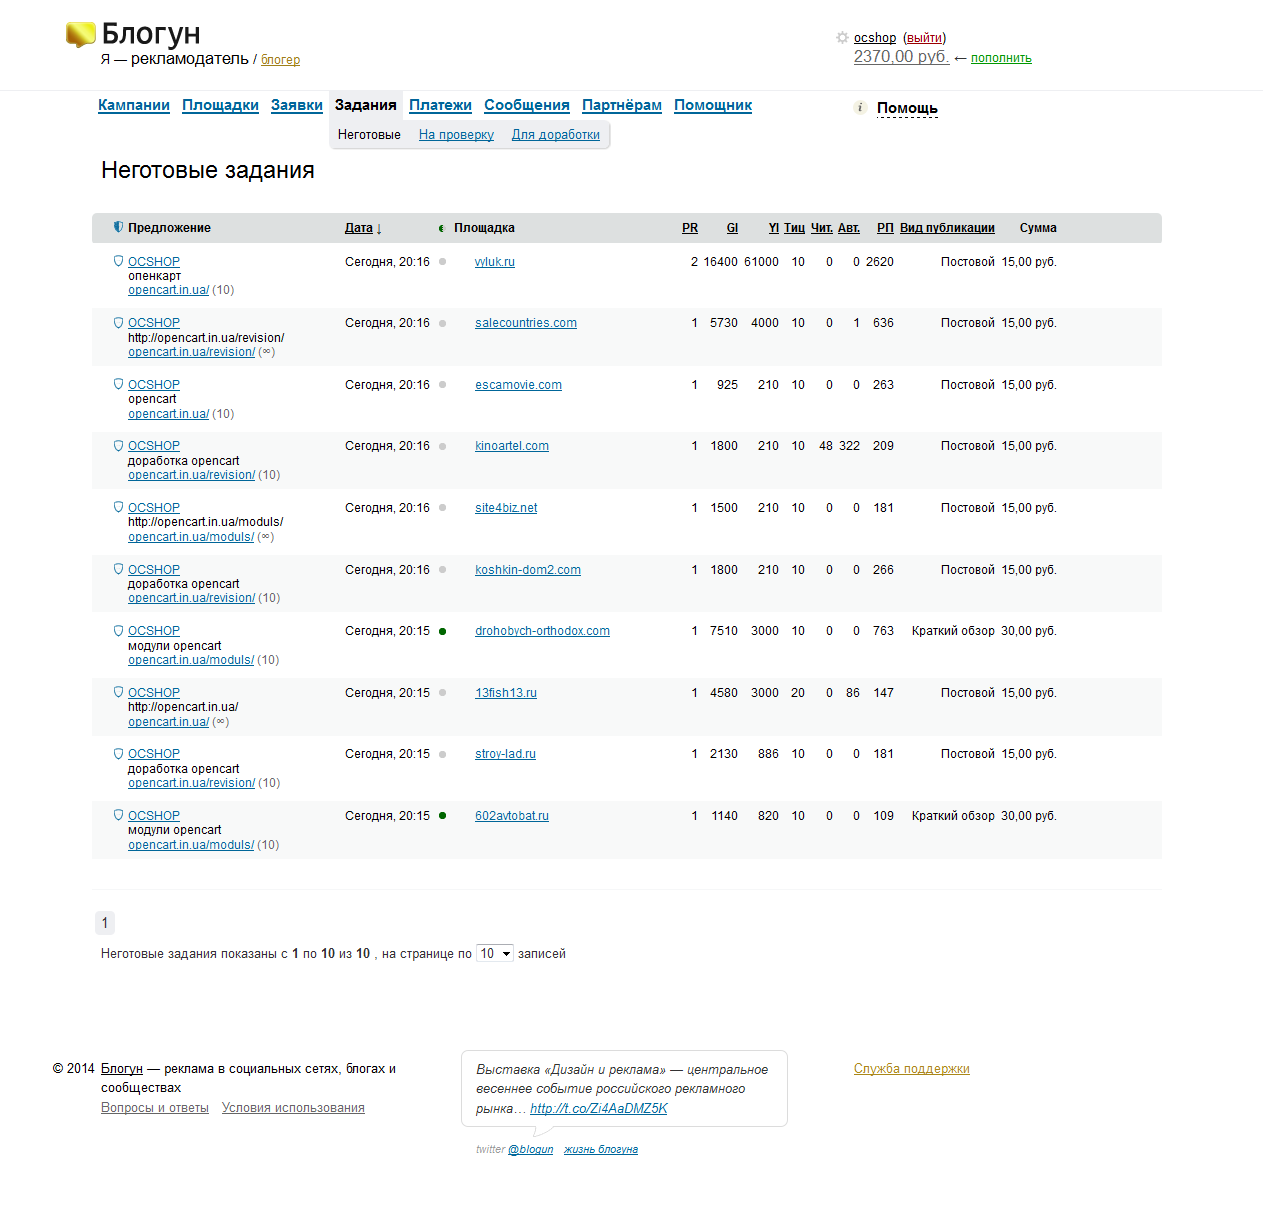 Блогун
Я — рекламодатель / блогер
ocshop (выйти)
2370,00 руб. ← пополнить
Кампании Площадки Заявки Задания Платежи Сообщения Партнёрам Помощник
i Помощь
Неготовые На проверку Для доработки
Неготовые задания
Предложение Дата ↓ Площадка PR GI YI Тиц Чит. Авт. РП Вид публикации Сумма
OCSHOP Сегодня, 20:16 vyluk.ru 2 16400 61000 10 0 0 2620 Постовой 15,00 руб.
опенкарт
opencart.in.ua/ (10)
OCSHOP Сегодня, 20:16 salecountries.com 1 5730 4000 10 0 1 636 Постовой 15,00 руб.
http://opencart.in.ua/revision/
opencart.in.ua/revision/ (∞)
OCSHOP Сегодня, 20:16 escamovie.com 1 925 210 10 0 0 263 Постовой 15,00 руб.
opencart
opencart.in.ua/ (10)
OCSHOP Сегодня, 20:16 kinoartel.com 1 1800 210 10 48 322 209 Постовой 15,00 руб.
доработка opencart
opencart.in.ua/revision/ (10)
OCSHOP Сегодня, 20:16 site4biz.net 1 1500 210 10 0 0 181 Постовой 15,00 руб.
http://opencart.in.ua/moduls/
opencart.in.ua/moduls/ (∞)
OCSHOP Сегодня, 20:16 koshkin-dom2.com 1 1800 210 10 0 0 266 Постовой 15,00 руб.
доработка opencart
opencart.in.ua/revision/ (10)
OCSHOP Сегодня, 20:15 drohobych-orthodox.com 1 7510 3000 10 0 0 763 Краткий обзор 30,00 руб.
модули opencart
opencart.in.ua/moduls/ (10)
OCSHOP Сегодня, 20:15 13fish13.ru 1 4580 3000 20 0 86 147 Постовой 15,00 руб.
http://opencart.in.ua/
opencart.in.ua/ (∞)
OCSHOP Сегодня, 20:15 stroy-lad.ru 1 2130 886 10 0 0 181 Постовой 15,00 руб.
доработка opencart
opencart.in.ua/revision/ (10)
OCSHOP Сегодня, 20:15 602avtobat.ru 1 1140 820 10 0 0 109 Краткий обзор 30,00 руб.
модули opencart
opencart.in.ua/moduls/ (10)
1
Неготовые задания показаны с 1 по 10 из 10 , на странице по 10 записей
© 2014 Блогун — реклама в социальных сетях, блогах и
сообществах
Вопросы и ответы Условия использования
Выставка «Дизайн и реклама» — центральное
весеннее событие российского рекламного
рынка… http://t.co/Zi4AaDMZ5K
twitter @blogun жизнь блогуна
Служба поддержки